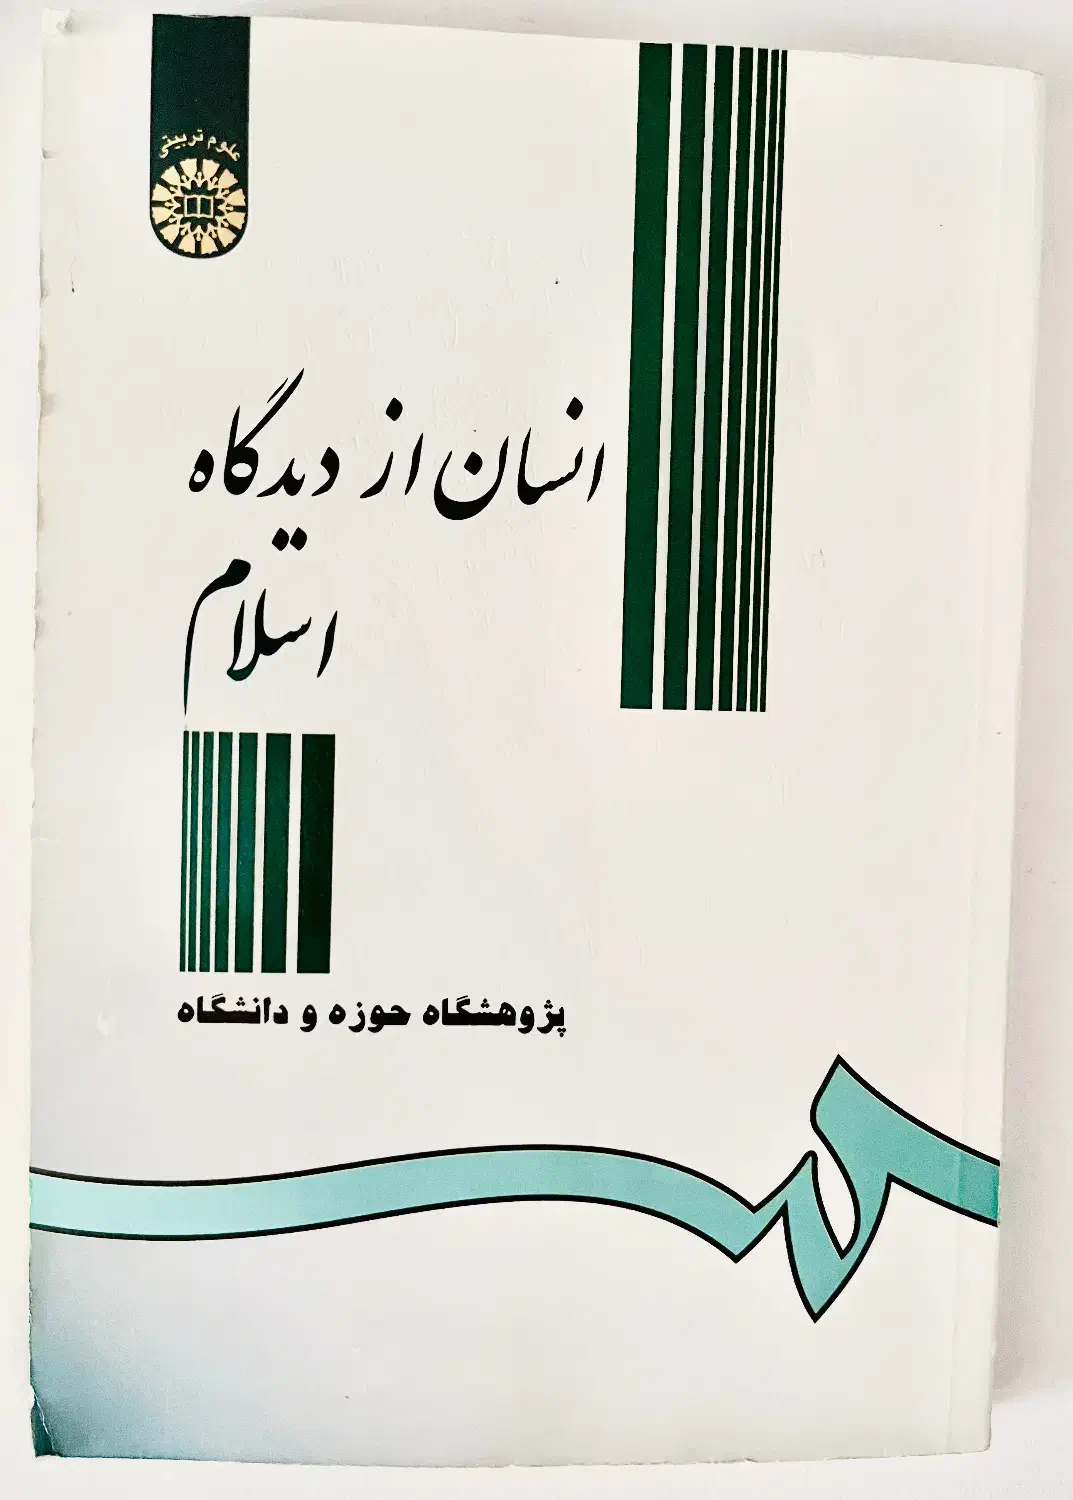 علوم تربیتی
انسان از دیدگاه
اسلام
پژوهشگاه حوزه و دانشگاه